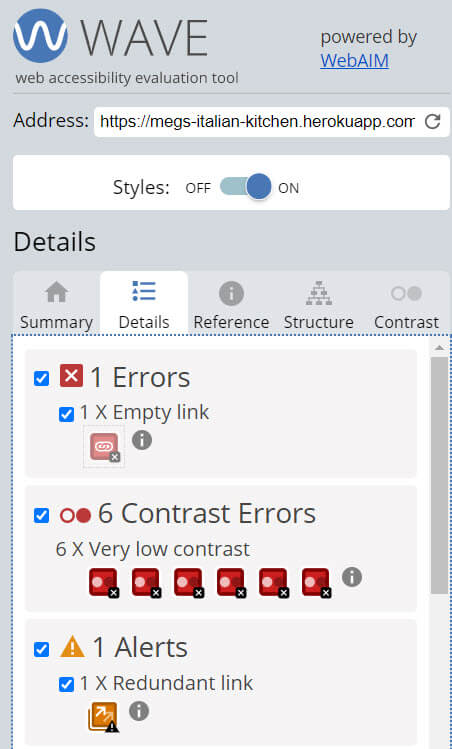 WAVE
powered by
WebAIM
web accessibility evaluation tool
Address: https://megs-italian-kitchen.herokuapp.com
Styles: OFF ON
Details
Summary Details Reference Structure Contrast
1 Errors
1 X Empty link
6 Contrast Errors
6 X Very low contrast
1 Alerts
1 X Redundant link